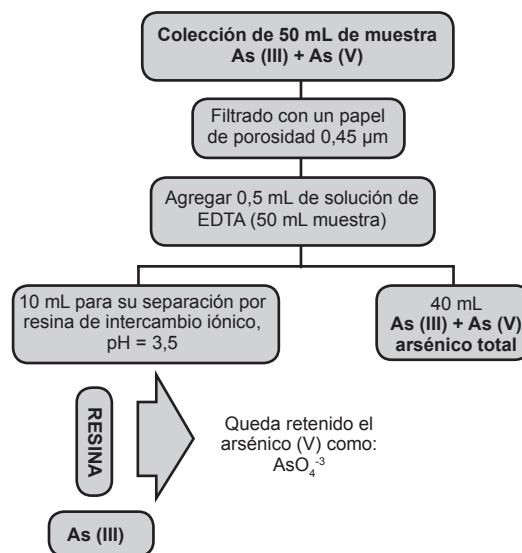 Colección de 50 mL de muestra
As (III) + As (V)
Filtrado con un papel
de porosidad 0,45 µm
Agregar 0,5 mL de solución de
EDTA (50 mL muestra)
10 mL para su separación por
resina de intercambio iónico,
pH = 3,5
40 mL
As (III) + As (V)
arsénico total
RESINA
Queda retenido el
arsénico (V) como:
AsO₄⁻³
As (III)